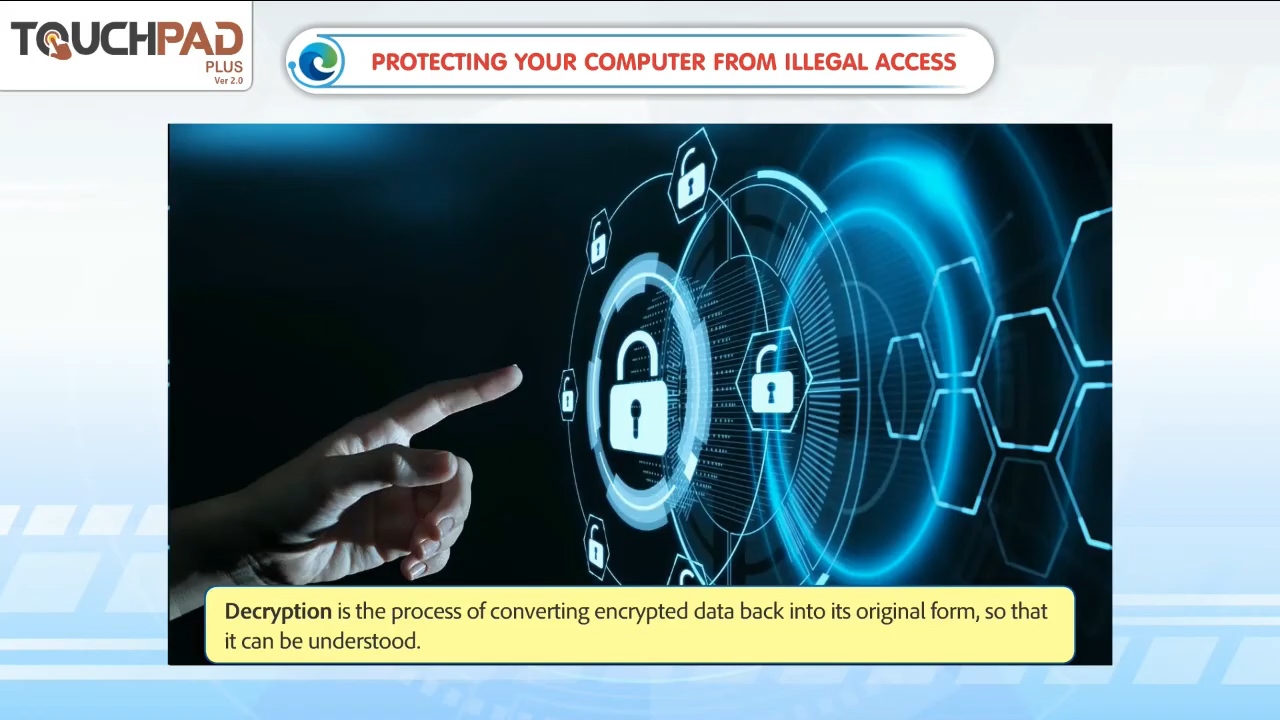 TOUCHPAD
PLUS
Ver 2.0
PROTECTING YOUR COMPUTER FROM ILLEGAL ACCESS
Decryption is the process of converting encrypted data back into its original form, so that
it can be understood.